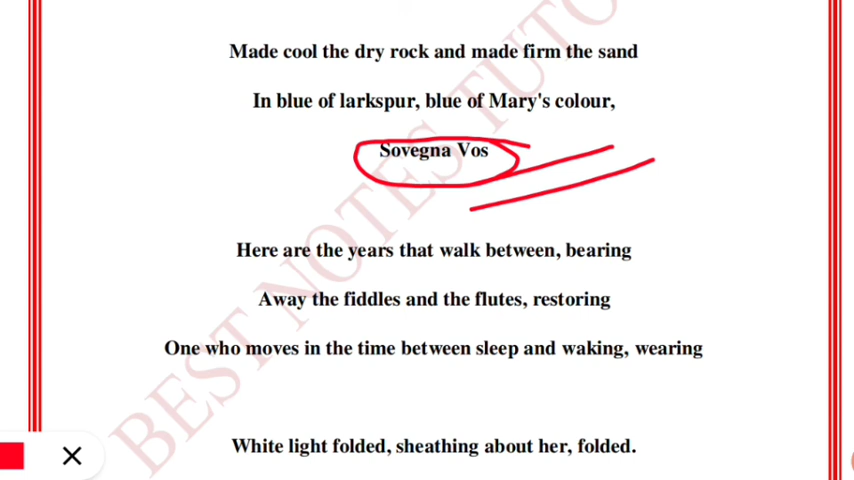 Made cool the dry rock and made firm the sand
In blue of larkspur, blue of Mary's colour,
Sovegna Vos
Here are the years that walk between, bearing
Away the fiddles and the flutes, restoring
One who moves in the time between sleep and waking, wearing
White light folded, sheathing about her, folded.
BEST NOTES TUTO